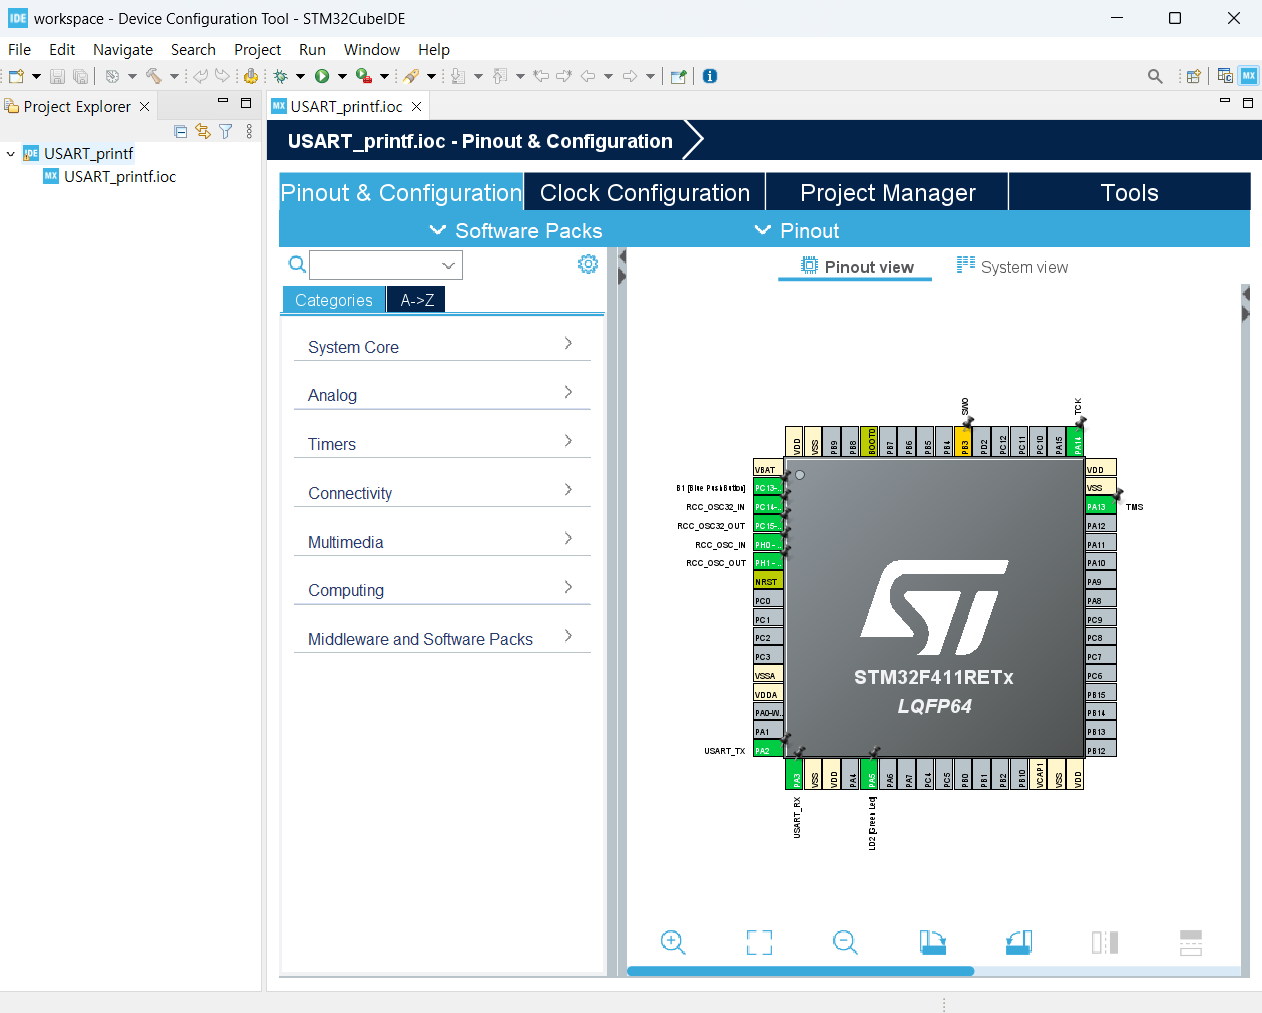 workspace - Device Configuration Tool - STM32CubeIDE
File Edit Navigate Search Project Run Window Help
Project Explorer
USART_printf.ioc
USART_printf
USART_printf.ioc
USART_printf.ioc - Pinout & Configuration
Pinout & Configuration
Clock Configuration
Project Manager
Tools
Software Packs
Pinout
Pinout view
System view
Categories
A->Z
System Core
Analog
Timers
Connectivity
Multimedia
Computing
Middleware and Software Packs
SWO
TCK
VDD
VSS
PB9
PB8
BOOT0
PB7
PB6
PB5
PB4
PB3
PD2
PC12
PC11
PC10
PA15
PA14
VBAT
B1 [Blue PushButton]
PC13-..
RCC_OSC32_IN
PC14-..
RCC_OSC32_OUT
PC15-..
RCC_OSC_IN
PH0-..
RCC_OSC_OUT
PH1-..
NRST
PC0
PC1
PC2
PC3
VSSA
VDDA
PA0-W..
PA1
USART_TX
PA2
VDD
VSS
PA13
TMS
PA12
PA11
PA10
PA9
PA8
PC9
PC8
PC7
PC6
PB15
PB14
PB13
PB12
ST
STM32F411RETx
LQFP64
PA3
VSS
VDD
PA4
PA5
PA6
PA7
PC4
PC5
PB0
PB1
PB2
PB10
VCAP1
VSS
VDD
USART_RX
LD2 [Green Led]